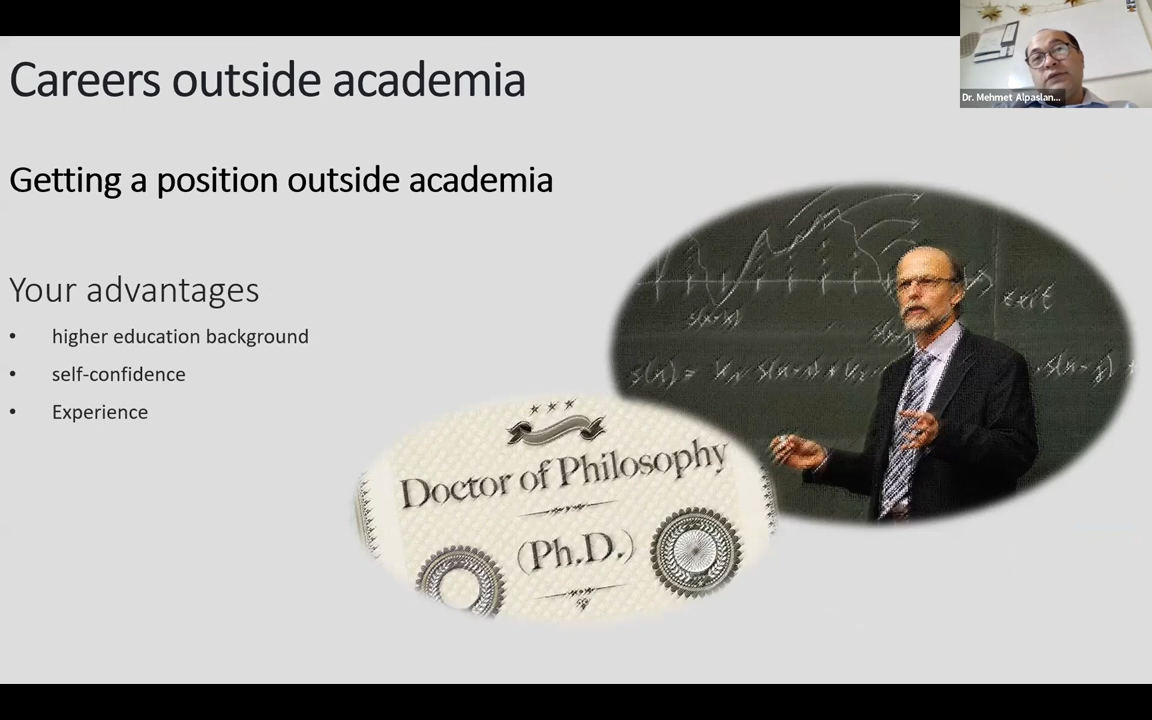 Careers outside academia
Dr. Mehmet Alpaslan...
Getting a position outside academia
Your advantages
• higher education background
• self-confidence
• Experience
Doctor of Philosophy
(Ph.D.)